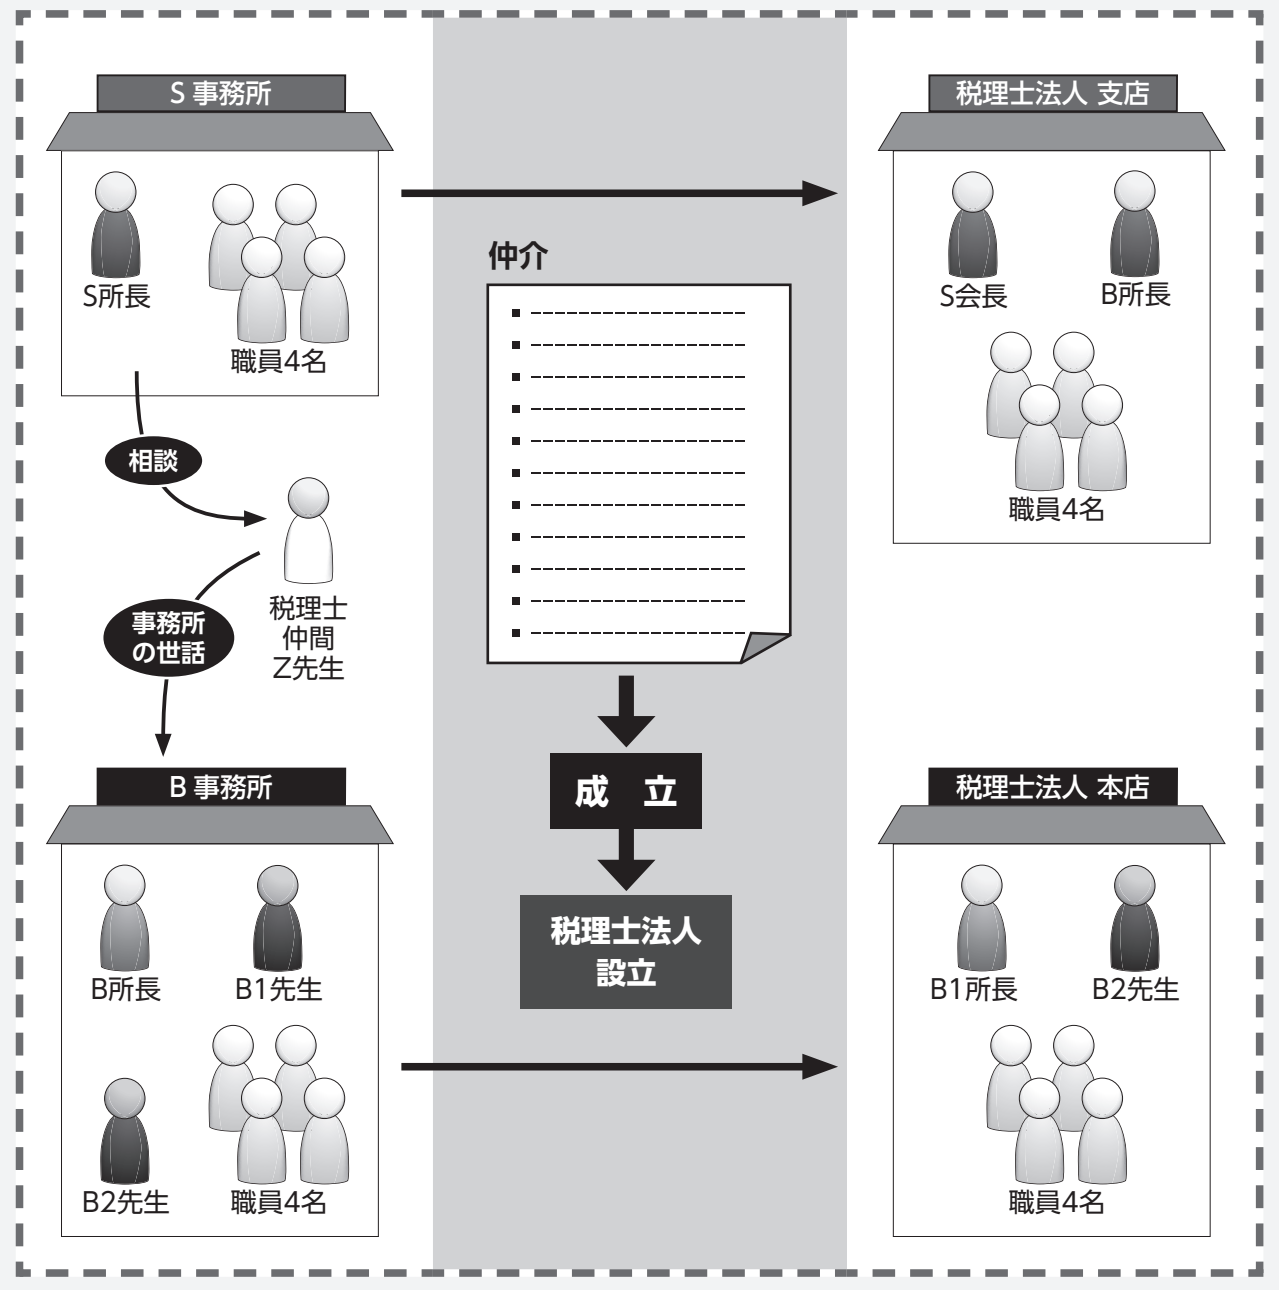 S 事務所
S所長
職員4名
相談
税理士
仲間
Z先生
事務所
の世話
B 事務所
B所長
B1先生
B2先生
職員4名
仲介
成　立
税理士法人
設立
税理士法人 支店
S会長
B所長
職員4名
税理士法人 本店
B1所長
B2先生
職員4名